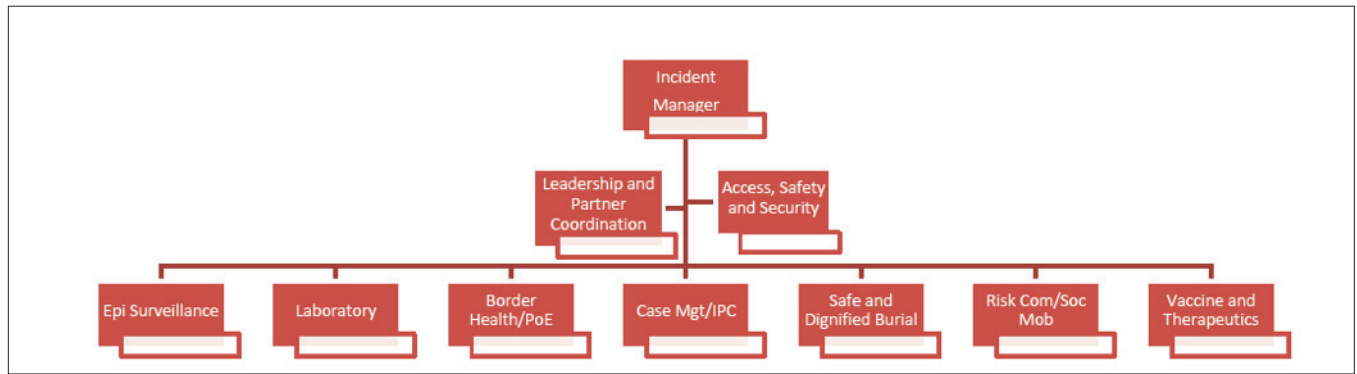 Incident
Manager
Leadership and
Partner
Coordination
Access, Safety
and Security
Epi Surveillance
Laboratory
Border
Health/PoE
Case Mgt/IPC
Safe and
Dignified Burial
Risk Com/Soc
Mob
Vaccine and
Therapeutics